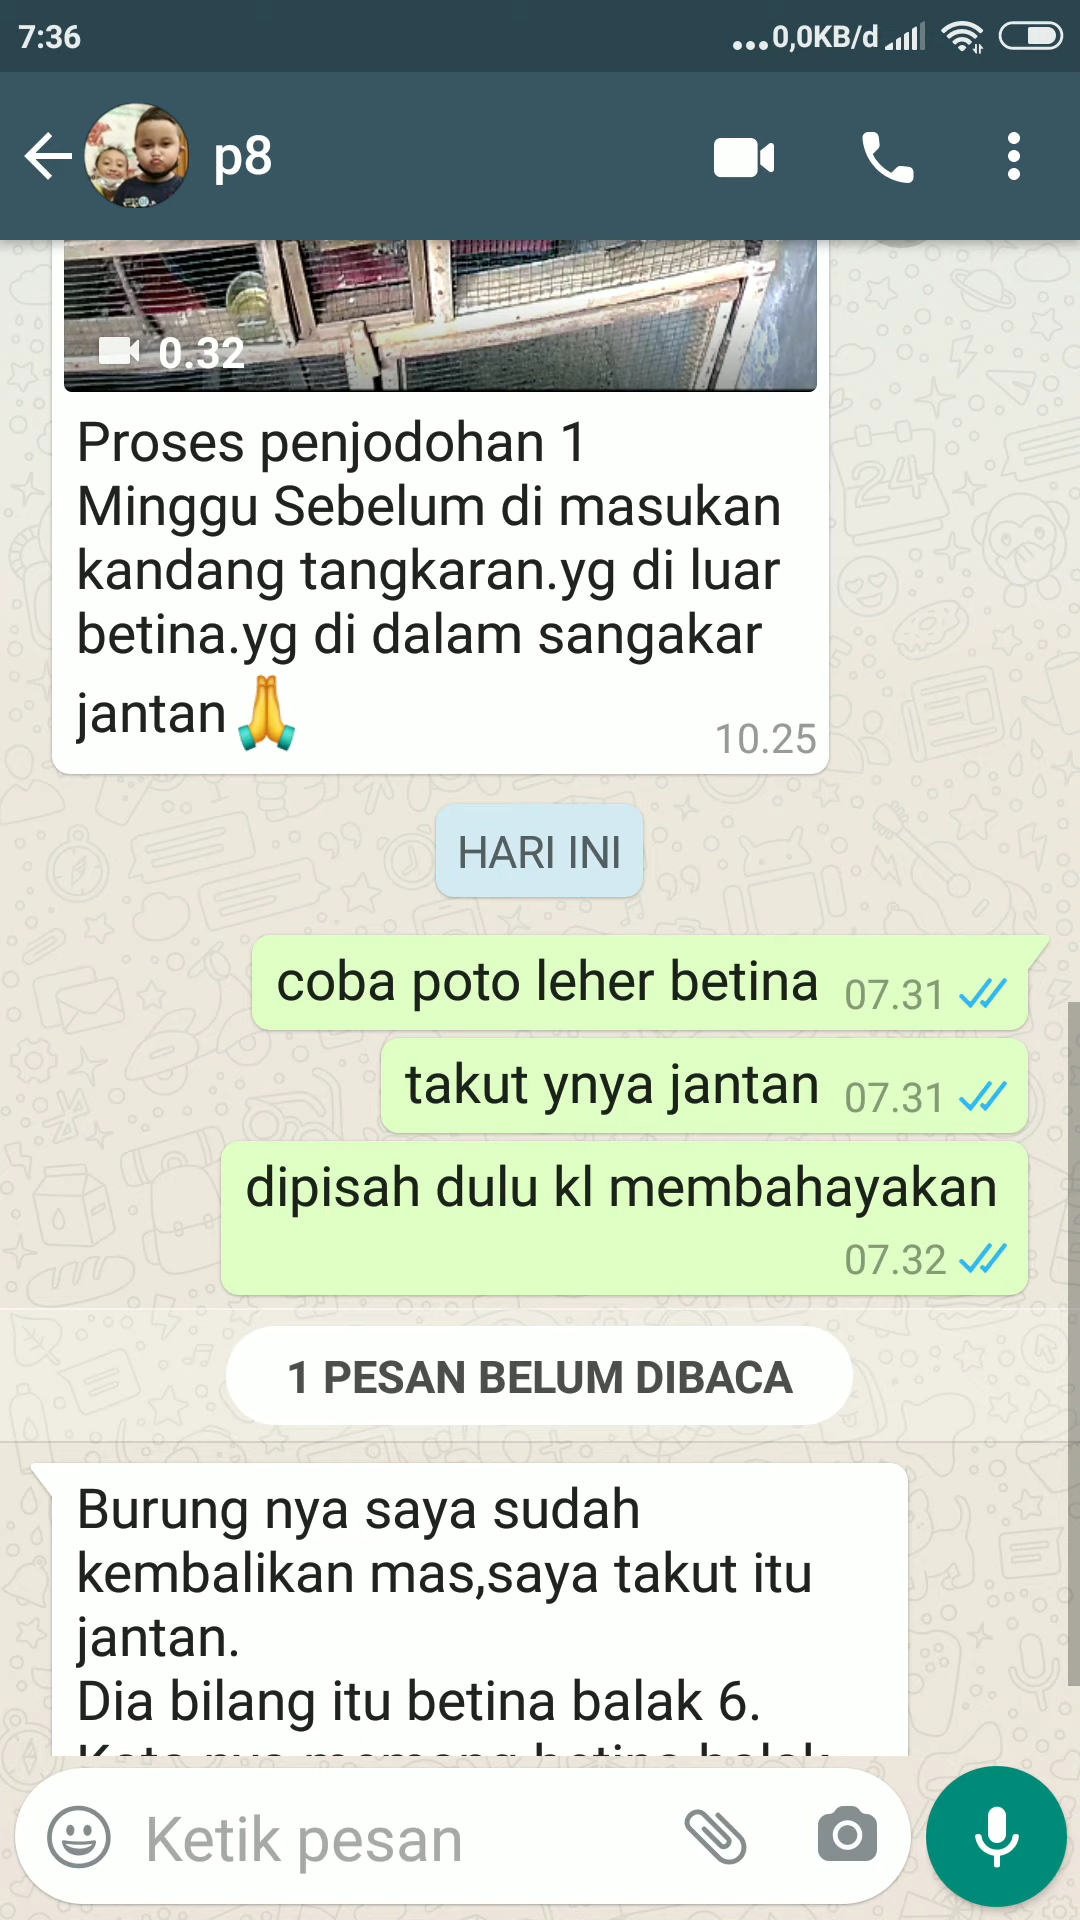 7:36
...0,0KB/d
p8
0.32
Proses penjodohan 1
Minggu Sebelum di masukan
kandang tangkaran.yg di luar
betina.yg di dalam sangakar
jantan🙏
10.25
HARI INI
coba poto leher betina 07.31
takut ynya jantan 07.31
dipisah dulu kl membahayakan
07.32
1 PESAN BELUM DIBACA
Burung nya saya sudah
kembalikan mas,saya takut itu
jantan.
Dia bilang itu betina balak 6.
Ketik pesan